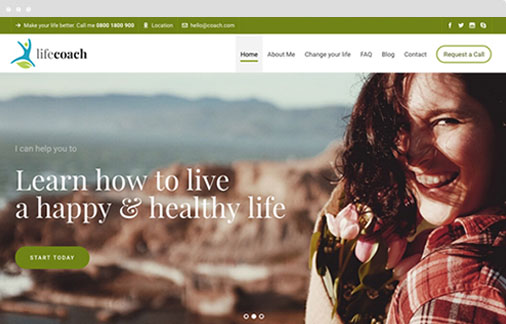 Make your life better. Call me 0800 1800 900 Location hello@coach.com
lifecoach
Home About Me Change your life FAQ Blog Contact Request a Call
I can help you to
Learn how to live
a happy & healthy life
START TODAY